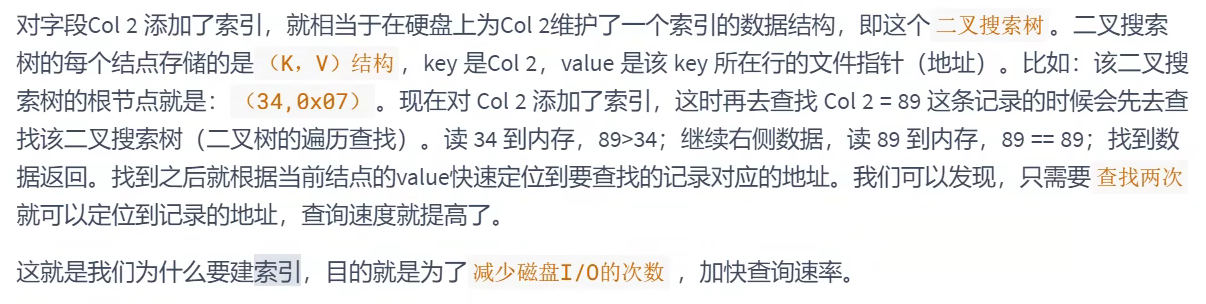 对字段Col 2 添加了索引，就相当于在硬盘上为Col 2维护了一个索引的数据结构，即这个 二叉搜索树 。二叉搜索
树的每个结点存储的是 （K，V）结构 ，key 是Col 2，value 是该 key 所在行的文件指针（地址）。比如：该二叉搜
索树的根节点就是： （34,0x07） 。现在对 Col 2 添加了索引，这时再去查找 Col 2 = 89 这条记录的时候会先去查
找该二叉搜索树（二叉树的遍历查找）。读 34 到内存，89>34；继续右侧数据，读 89 到内存，89 == 89；找到数
据返回。找到之后就根据当前结点的value快速定位到要查找的记录对应的地址。我们可以发现，只需要 查找两次
就可以定位到记录的地址，查询速度就提高了。
这就是我们为什么要建索引，目的就是为了 减少磁盘I/O的次数 ，加快查询速率。